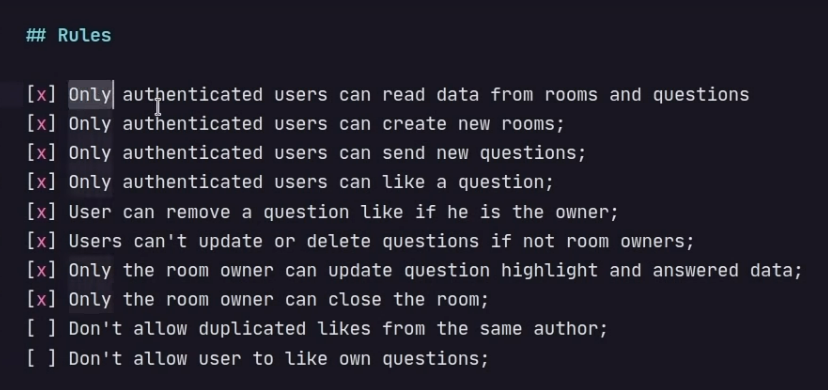 ## Rules
[x] Only authenticated users can read data from rooms and questions
[x] Only authenticated users can create new rooms;
[x] Only authenticated users can send new questions;
[x] Only authenticated users can like a question;
[x] User can remove a question like if he is the owner;
[x] Users can't update or delete questions if not room owners;
[x] Only the room owner can update question highlight and answered data;
[x] Only the room owner can close the room;
[ ] Don't allow duplicated likes from the same author;
[ ] Don't allow user to like own questions;